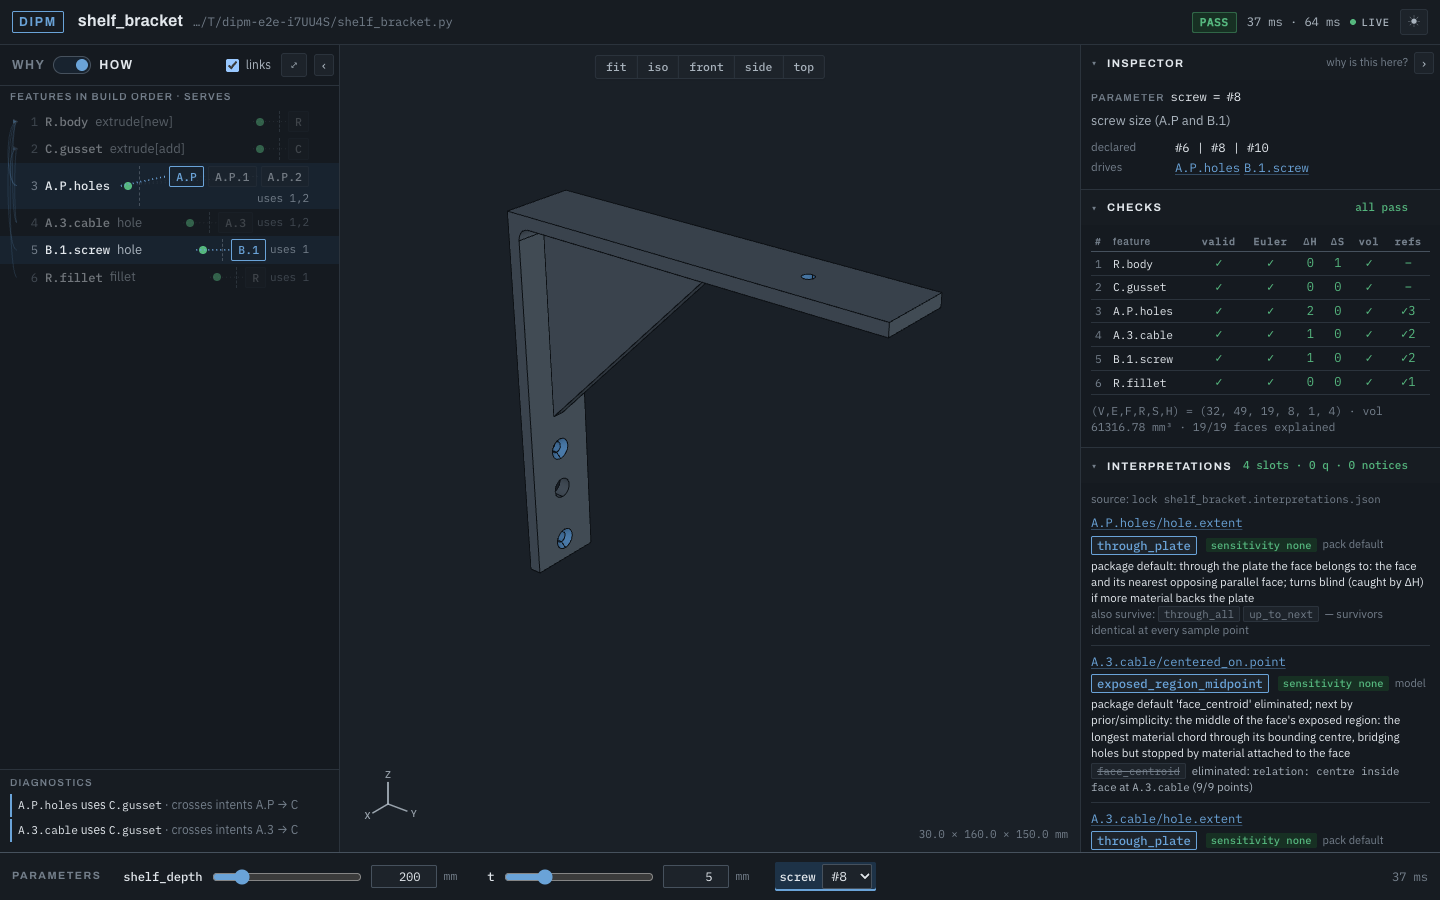 DIPM shelf_bracket …/T/dipm-e2e-i7UU4S/shelf_bracket.py PASS 37 ms · 64 ms LIVE
WHY HOW links
FEATURES IN BUILD ORDER · SERVES
1 R.body extrude[new] R
2 C.gusset extrude[add] C
3 A.P.holes A.P A.P.1 A.P.2
uses 1,2
4 A.3.cable hole A.3 uses 1,2
5 B.1.screw hole B.1 uses 1
6 R.fillet fillet R uses 1
DIAGNOSTICS
A.P.holes uses C.gusset · crosses intents A.P → C
A.3.cable uses C.gusset · crosses intents A.3 → C
fit iso front side top
Z
X Y
30.0 × 160.0 × 150.0 mm
INSPECTOR why is this here?
PARAMETER screw = #8
screw size (A.P and B.1)
declared #6 | #8 | #10
drives A.P.holes B.1.screw
CHECKS all pass
# feature valid Euler ΔH ΔS vol refs
1 R.body ✓ ✓ 0 1 ✓ –
2 C.gusset ✓ ✓ 0 0 ✓ –
3 A.P.holes ✓ ✓ 2 0 ✓ ✓3
4 A.3.cable ✓ ✓ 1 0 ✓ ✓2
5 B.1.screw ✓ ✓ 1 0 ✓ ✓2
6 R.fillet ✓ ✓ 0 0 ✓ ✓1
(V,E,F,R,S,H) = (32, 49, 19, 8, 1, 4) · vol
61316.78 mm³ · 19/19 faces explained
INTERPRETATIONS 4 slots · 0 q · 0 notices
source: lock shelf_bracket.interpretations.json
A.P.holes/hole.extent
through_plate sensitivity none pack default
package default: through the plate the face belongs to: the face
and its nearest opposing parallel face; turns blind (caught by ΔH)
if more material backs the plate
also survive: through_all up_to_next — survivors
identical at every sample point
A.3.cable/centered_on.point
exposed_region_midpoint sensitivity none model
package default 'face_centroid' eliminated; next by
prior/simplicity: the middle of the face's exposed region: the
longest material chord through its bounding centre, bridging
holes but stopped by material attached to the face
face_centroid eliminated: relation: centre inside
face at A.3.cable (9/9 points)
A.3.cable/hole.extent
through_plate sensitivity none pack default
PARAMETERS shelf_depth 200 mm t 5 mm screw #8 37 ms